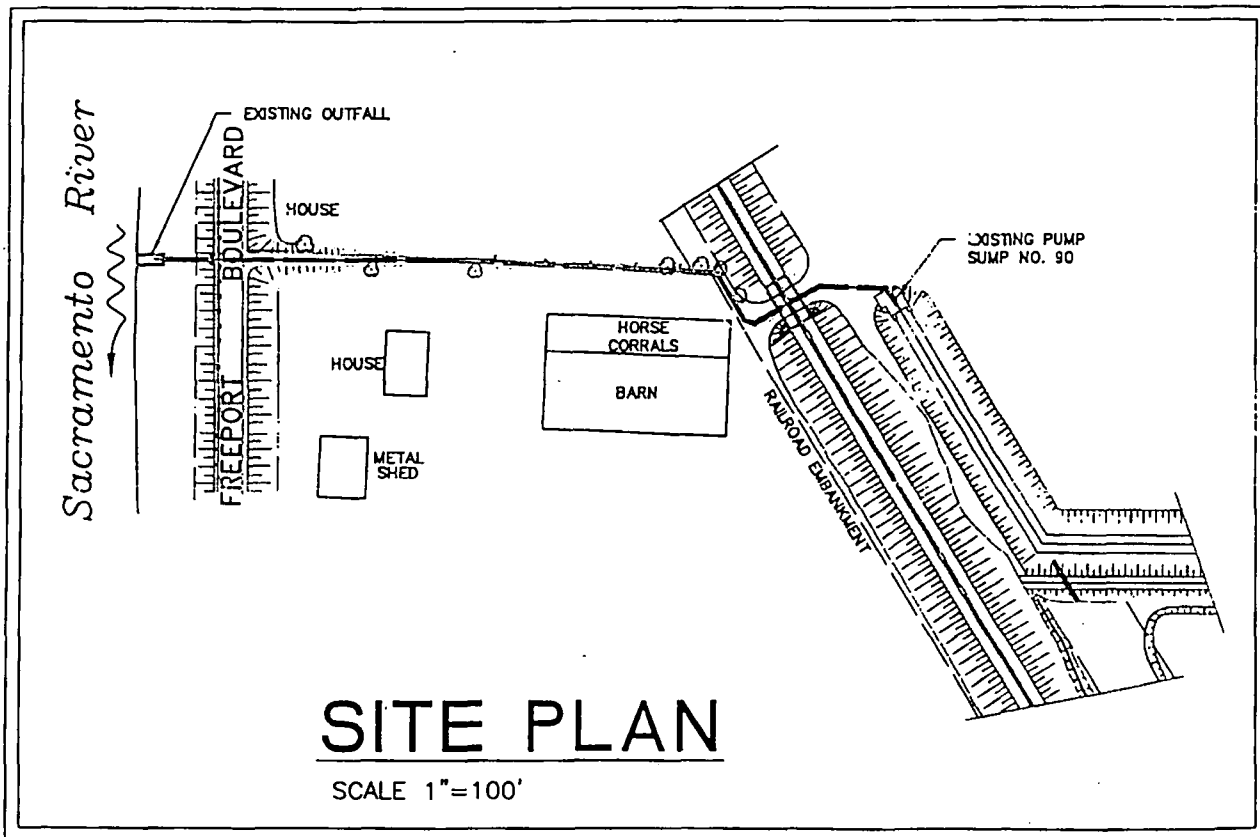 Sacramento River
EXISTING OUTFALL
FREEPORT BOULEVARD
HOUSE
HOUSE
METAL
SHED
HORSE
CORRALS
BARN
RAILROAD EMBANKMENT
EXISTING PUMP
SUMP NO. 90
SITE PLAN
SCALE 1"=100'